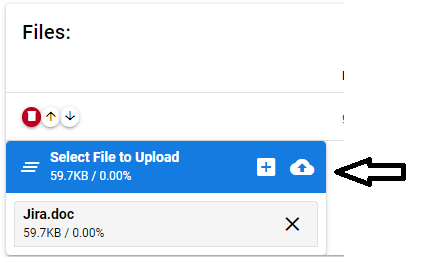 Files:
Select File to Upload
59.7KB / 0.00%
Jira.doc
59.7KB / 0.00%